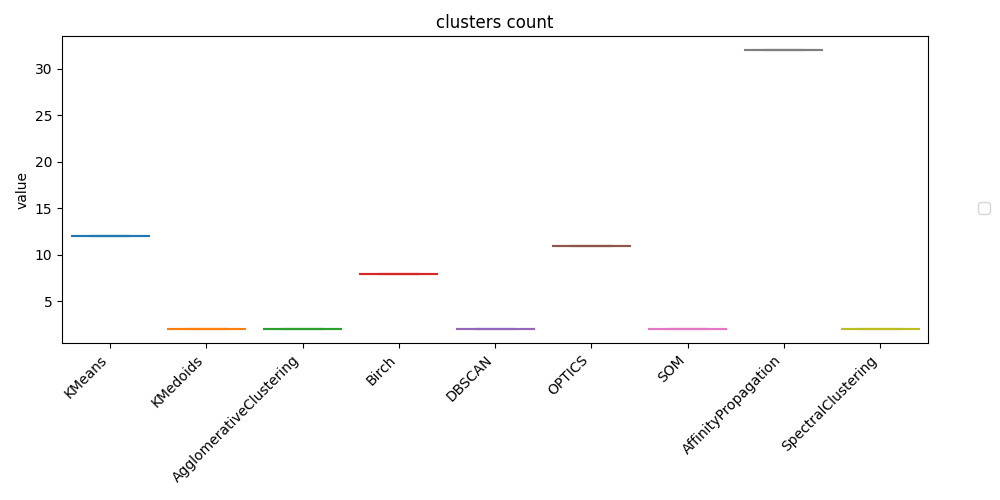 clusters count
value
30
25
20
15
10
5
KMeans
KMedoids
AgglomerativeClustering
Birch
DBSCAN
OPTICS
SOM
AffinityPropagation
SpectralClustering